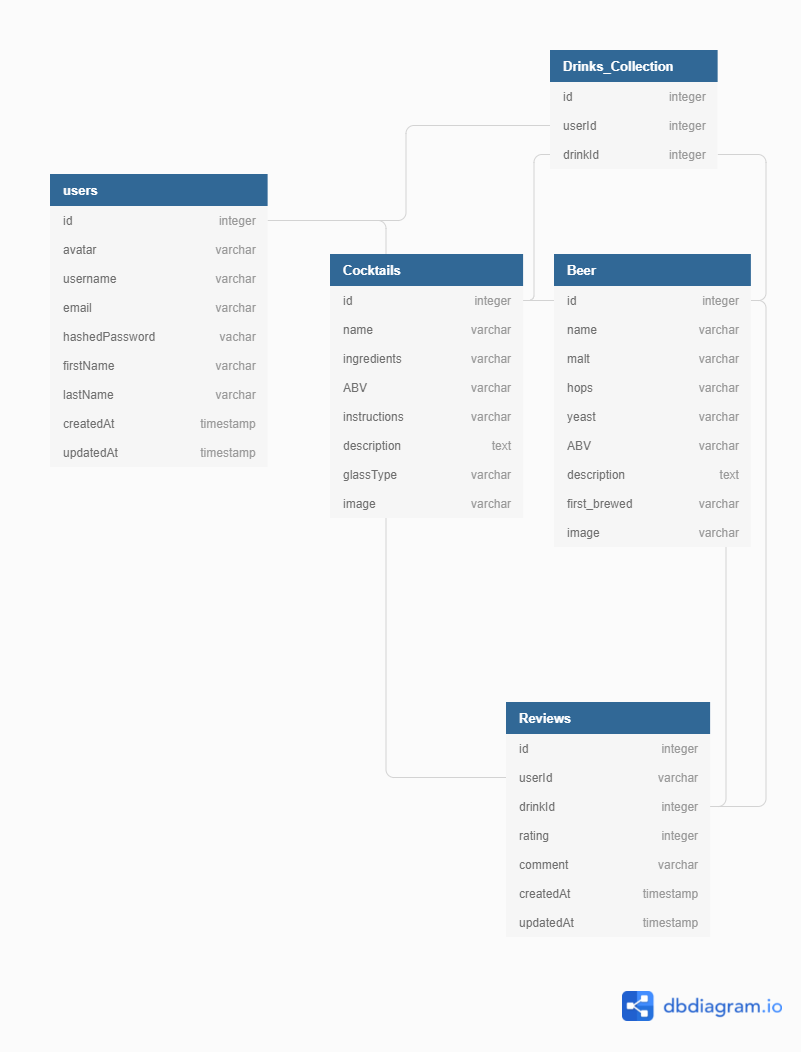 Drinks_Collection
id integer
userId integer
drinkId integer
users
id integer
avatar varchar
username varchar
email varchar
hashedPassword vachar
firstName varchar
lastName varchar
createdAt timestamp
updatedAt timestamp
Cocktails
id integer
name varchar
ingredients varchar
ABV varchar
instructions varchar
description text
glassType varchar
image varchar
Beer
id integer
name varchar
malt varchar
hops varchar
yeast varchar
ABV varchar
description text
first_brewed varchar
image varchar
Reviews
id integer
userId varchar
drinkId integer
rating integer
comment varchar
createdAt timestamp
updatedAt timestamp
dbdiagram.io